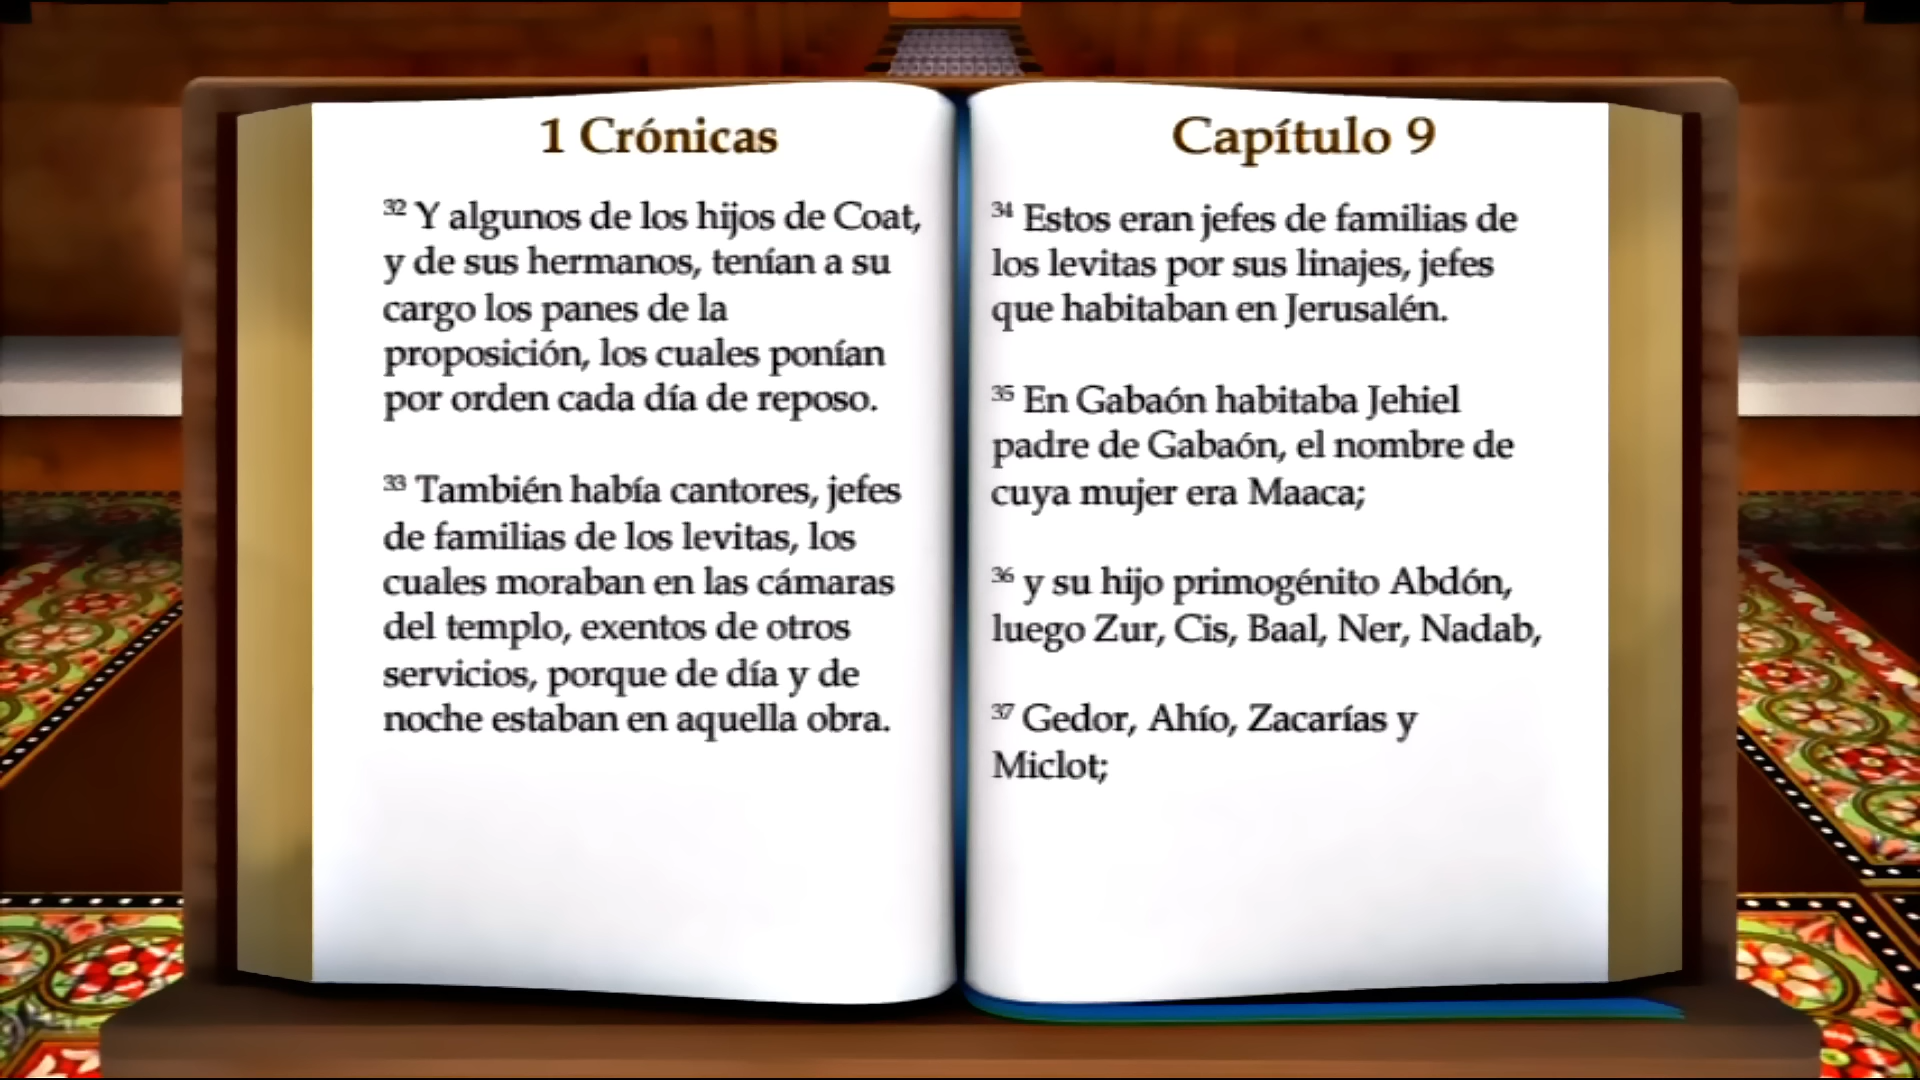 1 Crónicas
32 Y algunos de los hijos de Coat,
y de sus hermanos, tenían a su
cargo los panes de la
proposición, los cuales ponían
por orden cada día de reposo.
33 También había cantores, jefes
de familias de los levitas, los
cuales moraban en las cámaras
del templo, exentos de otros
servicios, porque de día y de
noche estaban en aquella obra.
Capítulo 9
34 Estos eran jefes de familias de
los levitas por sus linajes, jefes
que habitaban en Jerusalén.
35 En Gabaón habitaba Jehiel
padre de Gabaón, el nombre de
cuya mujer era Maaca;
36 y su hijo primogénito Abdón,
luego Zur, Cis, Baal, Ner, Nadab,
37 Gedor, Ahío, Zacarías y
Miclot;